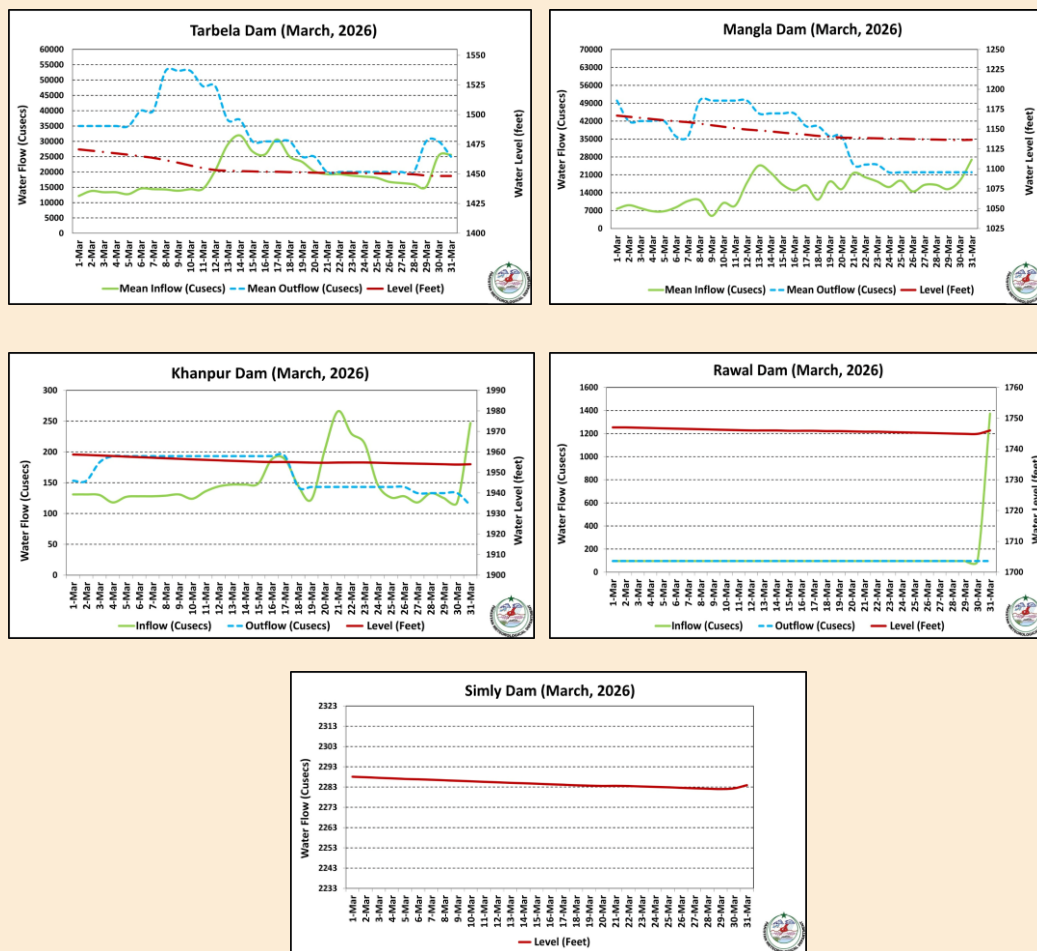 Tarbela Dam (March, 2026)
60000
55000
50000
45000
40000
35000
30000
25000
20000
15000
10000
5000
0
Water Flow (Cusecs)
1550
1525
1500
1475
1450
1425
1400
Water Level (feet)
1-Mar
2-Mar
3-Mar
4-Mar
5-Mar
6-Mar
7-Mar
8-Mar
9-Mar
10-Mar
11-Mar
12-Mar
13-Mar
14-Mar
15-Mar
16-Mar
17-Mar
18-Mar
19-Mar
20-Mar
21-Mar
22-Mar
23-Mar
24-Mar
25-Mar
26-Mar
27-Mar
28-Mar
29-Mar
30-Mar
31-Mar
Mean Inflow (Cusecs) Mean Outflow (Cusecs) Level (Feet)
Mangla Dam (March, 2026)
70000
63000
56000
49000
42000
35000
28000
21000
14000
7000
0
Water Flow (Cusecs)
1250
1225
1200
1175
1150
1125
1100
1075
1050
1025
Water Level (feet)
1-Mar
2-Mar
3-Mar
4-Mar
5-Mar
6-Mar
7-Mar
8-Mar
9-Mar
10-Mar
11-Mar
12-Mar
13-Mar
14-Mar
15-Mar
16-Mar
17-Mar
18-Mar
19-Mar
20-Mar
21-Mar
22-Mar
23-Mar
24-Mar
25-Mar
26-Mar
27-Mar
28-Mar
29-Mar
30-Mar
31-Mar
Mean Inflow (Cusecs) Mean Outflow (Cusecs) Level (Feet)
Khanpur Dam (March, 2026)
300
250
200
150
100
50
0
Water Flow (Cusecs)
1990
1980
1970
1960
1950
1940
1930
1920
1910
1900
Water Level (feet)
1-Mar
2-Mar
3-Mar
4-Mar
5-Mar
6-Mar
7-Mar
8-Mar
9-Mar
10-Mar
11-Mar
12-Mar
13-Mar
14-Mar
15-Mar
16-Mar
17-Mar
18-Mar
19-Mar
20-Mar
21-Mar
22-Mar
23-Mar
24-Mar
25-Mar
26-Mar
27-Mar
28-Mar
29-Mar
30-Mar
31-Mar
Inflow (Cusecs) Outflow (Cusecs) Level (Feet)
Rawal Dam (March, 2026)
1600
1400
1200
1000
800
600
400
200
0
Water Flow (Cusecs)
1760
1750
1740
1730
1720
1710
1700
Water Level (feet)
1-Mar
2-Mar
3-Mar
4-Mar
5-Mar
6-Mar
7-Mar
8-Mar
9-Mar
10-Mar
11-Mar
12-Mar
13-Mar
14-Mar
15-Mar
16-Mar
17-Mar
18-Mar
19-Mar
20-Mar
21-Mar
22-Mar
23-Mar
24-Mar
25-Mar
26-Mar
27-Mar
28-Mar
29-Mar
30-Mar
31-Mar
Inflow (Cusecs) Outflow (Cusecs) Level (Feet)
Simly Dam (March, 2026)
2323
2313
2303
2293
2283
2273
2263
2253
2243
2233
Water Flow (Cusecs)
1-Mar
2-Mar
3-Mar
4-Mar
5-Mar
6-Mar
7-Mar
8-Mar
9-Mar
10-Mar
11-Mar
12-Mar
13-Mar
14-Mar
15-Mar
16-Mar
17-Mar
18-Mar
19-Mar
20-Mar
21-Mar
22-Mar
23-Mar
24-Mar
25-Mar
26-Mar
27-Mar
28-Mar
29-Mar
30-Mar
31-Mar
Level (Feet)